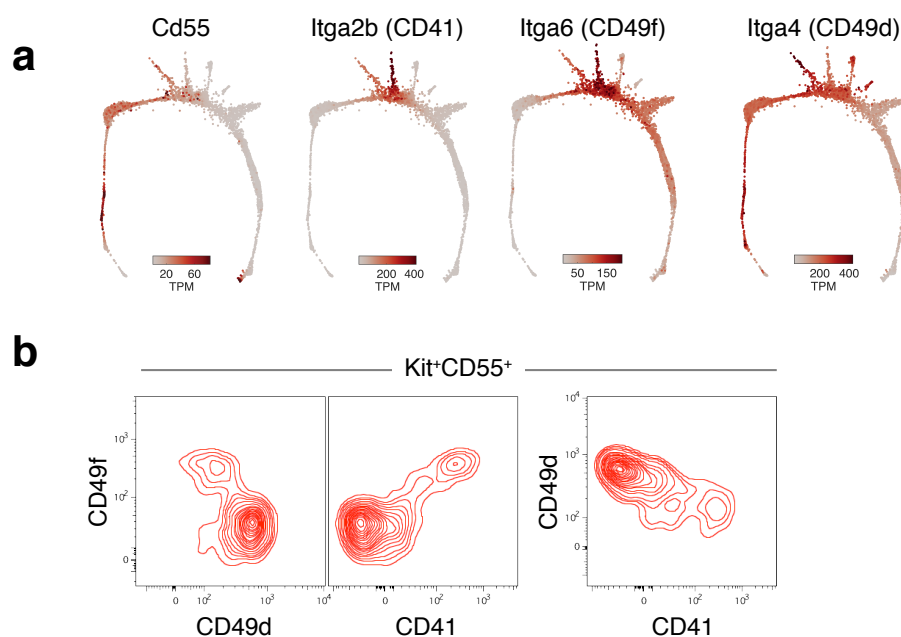 a
Cd55
Itga2b (CD41)
Itga6 (CD49f)
Itga4 (CD49d)
20 60
TPM
200 400
TPM
50 150
TPM
200 400
TPM
b
Kit⁺CD55⁺
CD49f
10³
10²
0
0 10² 10³ 10⁴
CD49d
0 10² 10³
CD41
CD49d
10⁴
10³
10²
0
0 10² 10³
CD41